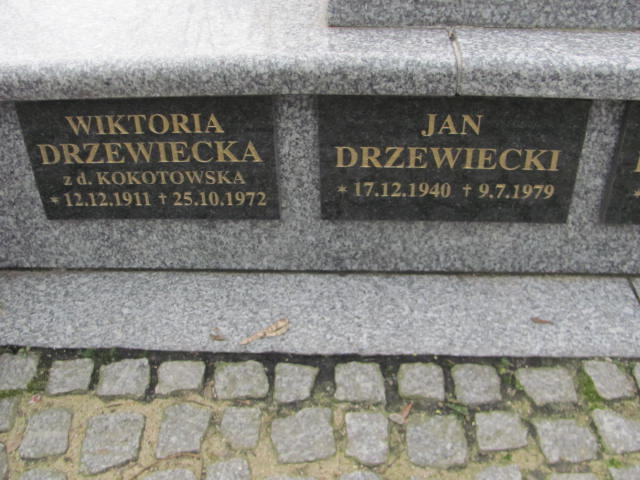 WIKTORIA
DRZEWIECKA
z d. KOKOTOWSKA
* 12.12.1911 † 25.10.1972
JAN
DRZEWIECKI
* 17.12.1940 † 9.7.1979